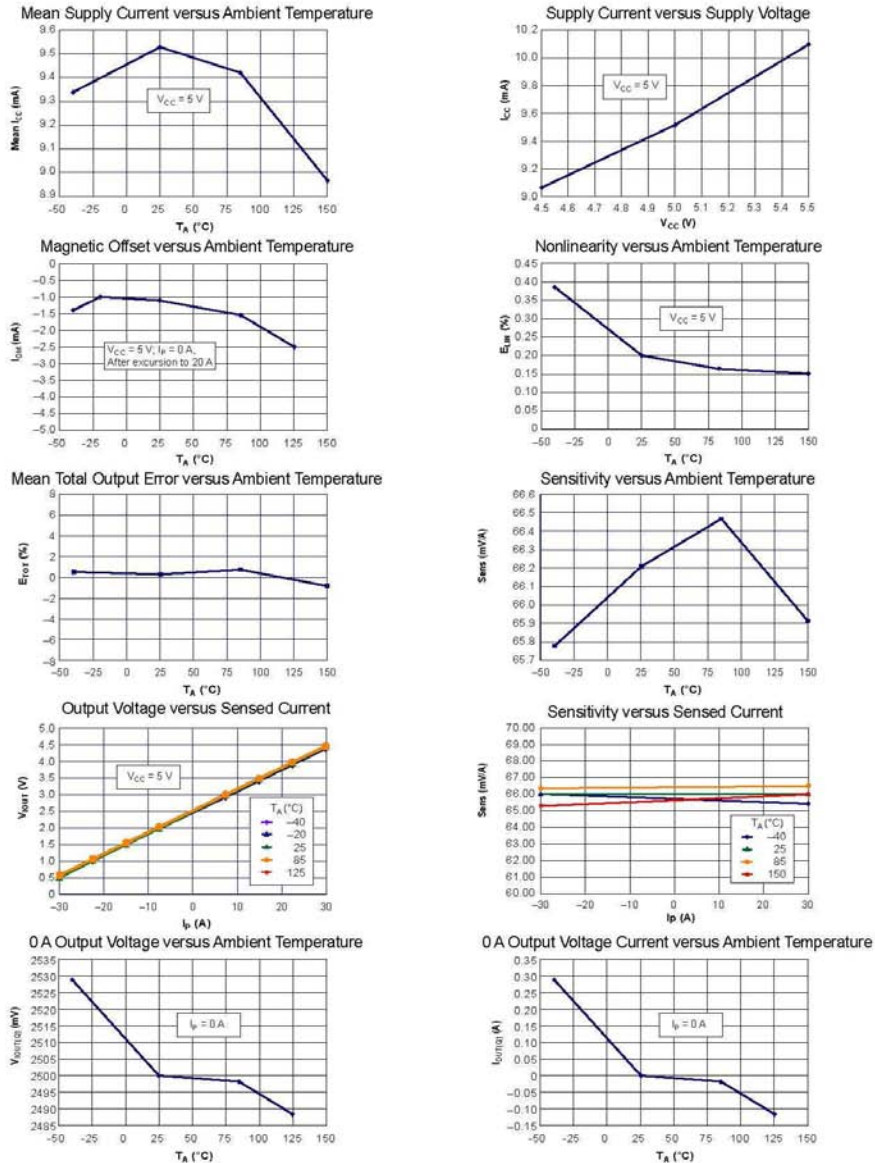 Mean Supply Current versus Ambient Temperature
Mean I_CC (mA)
9.6
9.5
9.4
9.3
9.2
9.1
9.0
8.9
V_CC = 5 V
-50 -25 0 25 50 75 100 125 150
T_A (°C)
Supply Current versus Supply Voltage
I_CC (mA)
10.2
10.0
9.8
9.6
9.4
9.2
9.0
V_CC = 5 V
4.5 4.6 4.7 4.8 4.9 5.0 5.1 5.2 5.3 5.4 5.5
V_CC (V)
Magnetic Offset versus Ambient Temperature
I_OM (mA)
0
–0.5
–1.0
–1.5
–2.0
–2.5
–3.0
–3.5
–4.0
–4.5
–5.0
V_CC = 5 V; I_P = 0 A,
After excursion to 20 A
-50 -25 0 25 50 75 100 125 150
T_A (°C)
Nonlinearity versus Ambient Temperature
E_LIN (%)
0.45
0.40
0.35
0.30
0.25
0.20
0.15
0.10
0.05
0
V_CC = 5 V
–50 –25 0 25 50 75 100 125 150
T_A (°C)
Mean Total Output Error versus Ambient Temperature
E_TOT (%)
8
6
4
2
0
–2
–4
–6
–8
–50 –25 0 25 50 75 100 125 150
T_A (°C)
Sensitivity versus Ambient Temperature
Sens (mV/A)
66.6
66.5
66.4
66.3
66.2
66.1
66.0
65.9
65.8
65.7
–50 –25 0 25 50 75 100 125 150
T_A (°C)
Output Voltage versus Sensed Current
V_IOUT (V)
5.0
4.5
4.0
3.5
3.0
2.5
2.0
1.5
1.0
0.5
0
V_CC = 5 V
T_A (°C)
–40
–20
25
85
125
–30 –20 –10 0 10 20 30
I_P (A)
Sensitivity versus Sensed Current
Sens (mV/A)
70.00
69.00
68.00
67.00
66.00
65.00
64.00
63.00
62.00
61.00
60.00
T_A (°C)
–40
25
85
150
–30 –20 –10 0 10 20 30
Ip (A)
0 A Output Voltage versus Ambient Temperature
V_IOUT(Q) (mV)
2535
2530
2525
2520
2515
2510
2505
2500
2495
2490
2485
I_P = 0 A
-50 -25 0 25 50 75 100 125 150
T_A (°C)
0 A Output Voltage Current versus Ambient Temperature
I_OUT(Q) (A)
0.35
0.30
0.25
0.20
0.15
0.10
0.05
0
–0.05
–0.10
–0.15
I_P = 0 A
-50 -25 0 25 50 75 100 125 150
T_A (°C)